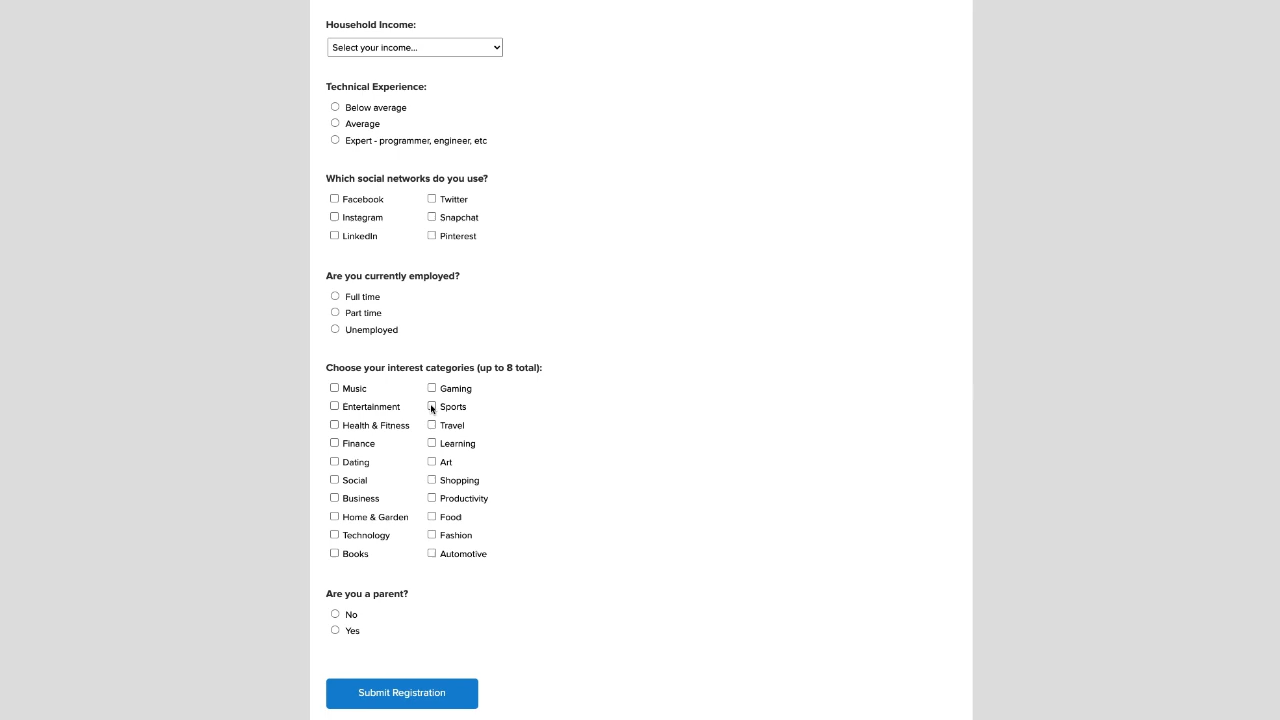 Household Income:
Select your income...
Technical Experience:
Below average
Average
Expert - programmer, engineer, etc
Which social networks do you use?
Facebook Twitter
Instagram Snapchat
LinkedIn Pinterest
Are you currently employed?
Full time
Part time
Unemployed
Choose your interest categories (up to 8 total):
Music Gaming
Entertainment Sports
Health & Fitness Travel
Finance Learning
Dating Art
Social Shopping
Business Productivity
Home & Garden Food
Technology Fashion
Books Automotive
Are you a parent?
No
Yes
Submit Registration